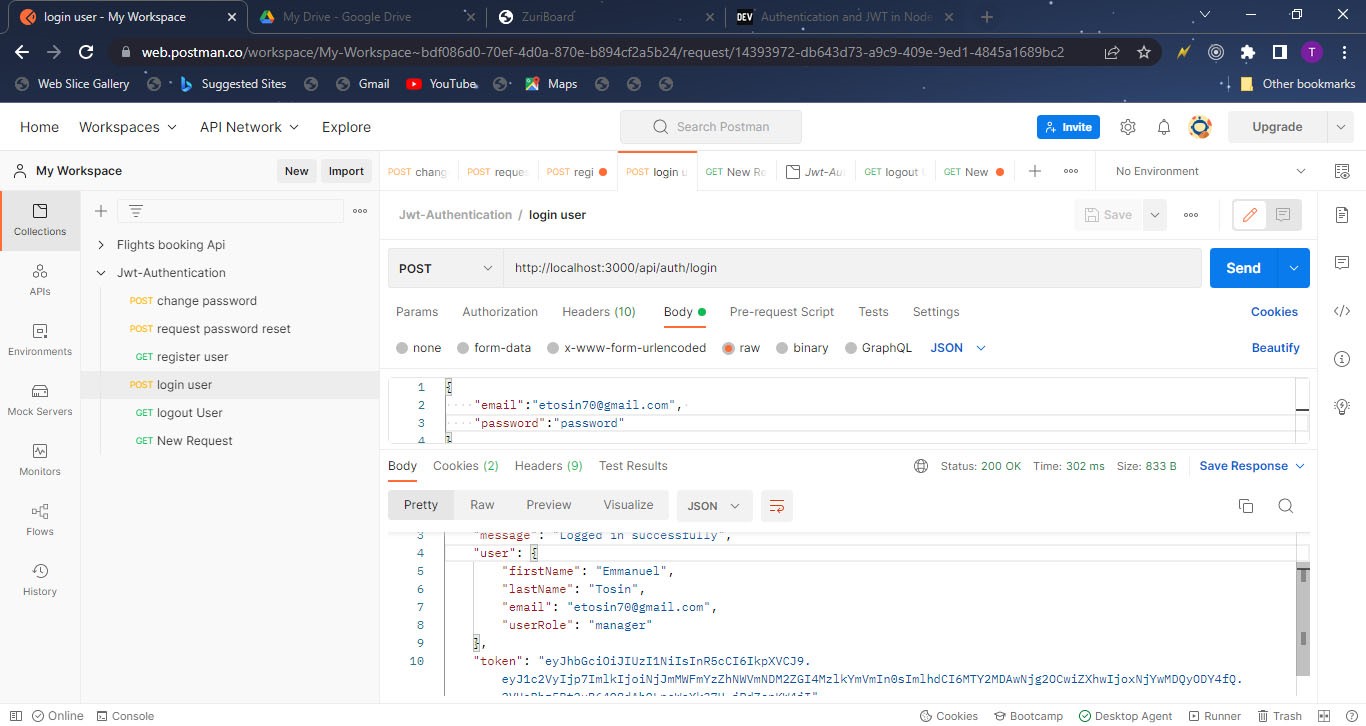 login user - My Workspace
My Drive - Google Drive
ZuriBoard
DEV Authentication and JWT in Node
web.postman.co/workspace/My-Workspace~bdf086d0-70ef-4d0a-870e-b894cf2a5b24/request/14393972-db643d73-a9c9-409e-9ed1-4845a1689bc2
T
Web Slice Gallery
Suggested Sites
Gmail
YouTube
Maps
Other bookmarks
Home
Workspaces
API Network
Explore
Search Postman
Invite
Upgrade
My Workspace
New
Import
POST chang
POST reques
POST regi
POST login u
GET New Re
Jwt-Au
GET logout
GET New
No Environment
Collections
APIs
Environments
Mock Servers
Monitors
Flows
History
Flights booking Api
Jwt-Authentication
POST change password
POST request password reset
GET register user
POST login user
GET logout User
GET New Request
Jwt-Authentication / login user
Save
POST
http://localhost:3000/api/auth/login
Send
Params
Authorization
Headers (10)
Body
Pre-request Script
Tests
Settings
Cookies
none
form-data
x-www-form-urlencoded
raw
binary
GraphQL
JSON
Beautify
1 {
2 "email":"etosin70@gmail.com",
3 "password":"password"
4 }
Body
Cookies (2)
Headers (9)
Test Results
Status: 200 OK
Time: 302 ms
Size: 833 B
Save Response
Pretty
Raw
Preview
Visualize
JSON
3 "message": "Logged in successfully",
4 "user": {
5 "firstName": "Emmanuel",
6 "lastName": "Tosin",
7 "email": "etosin70@gmail.com",
8 "userRole": "manager"
9 },
10 "token": "eyJhbGciOiJIUzI1NiIsInR5cCI6IkpXVCJ9.
eyJ1c2VyIjp7ImlkIjoiNjJmMWFmYzZhNWVmNDM2ZGI4MzlkYmVmIn0sImlhdCI6MTY2MDAwNjg2OCwiZXhwIjoxNjYwMDQyODY4fQ.
Online
Console
Cookies
Bootcamp
Desktop Agent
Runner
Trash